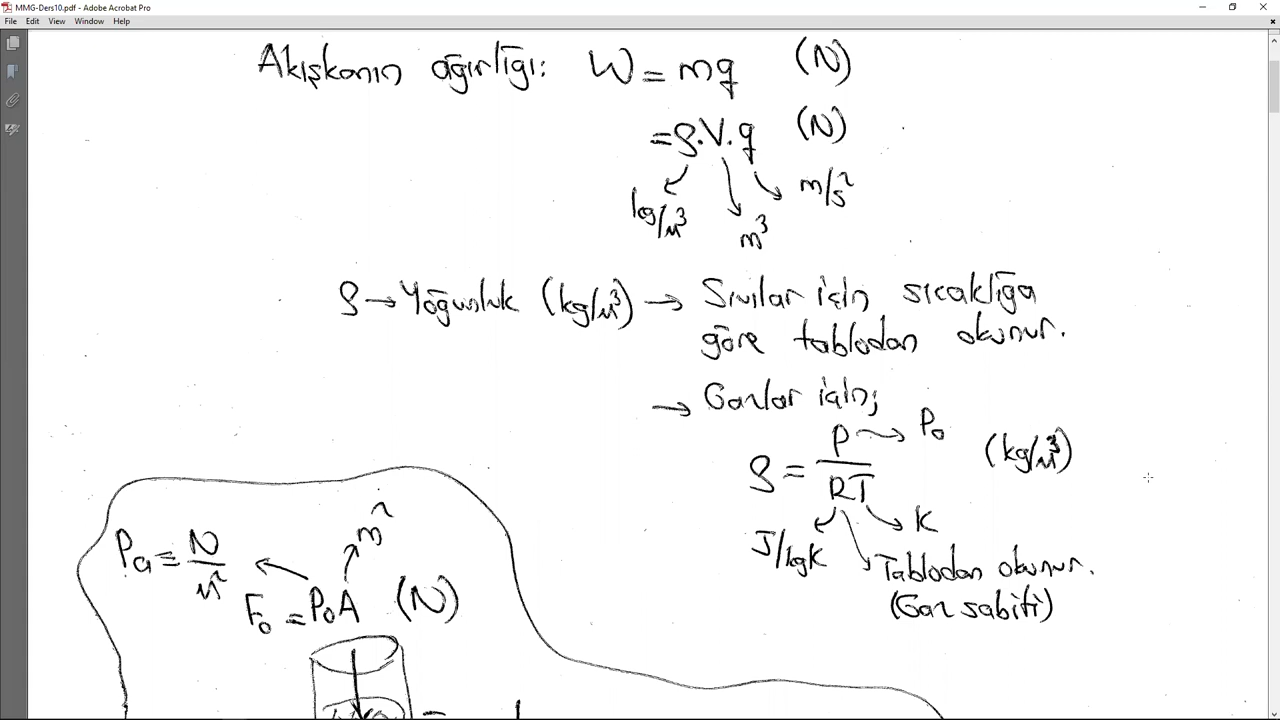 MMG-Ders10.pdf - Adobe Acrobat Pro
File Edit View Window Help
Akışkanın ağırlığı: W = mg (N)
= ρ.V.g (N)
kg/m³ m³ m/s²
ρ → Yoğunluk (kg/m³) → Sıvılar için sıcaklığa
göre tablodan okunur.
→ Gazlar için;
ρ = P/RT (kg/m³)
J/kgK K
Tablodan okunur.
(Gaz sabiti)
m²
Pa = N/m²
F₀ = P₀A (N)